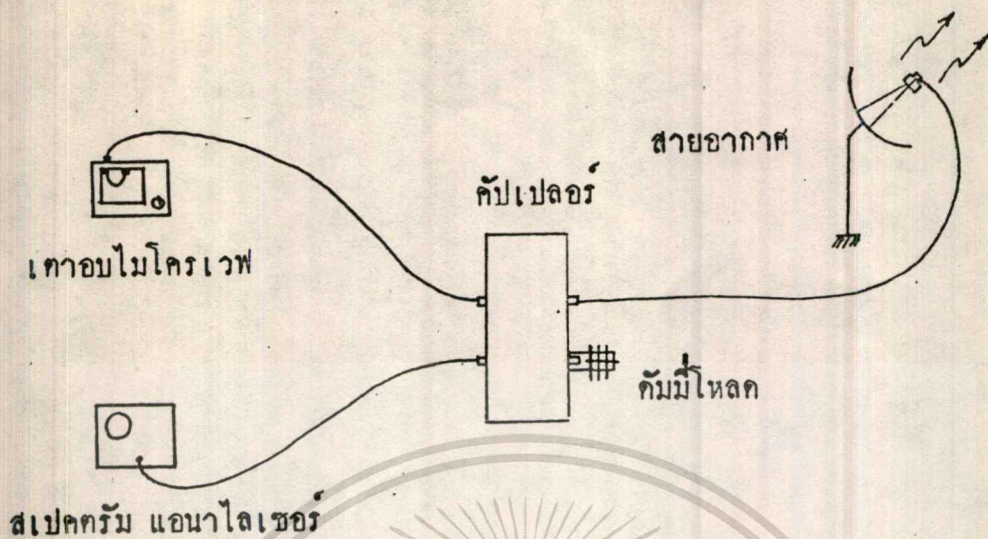 สายอากาศ
คัปเปลอร์
เตาอบไมโครเวฟ
คัมมี่โหลด
สเปคตรัม แอนาไลเซอร์